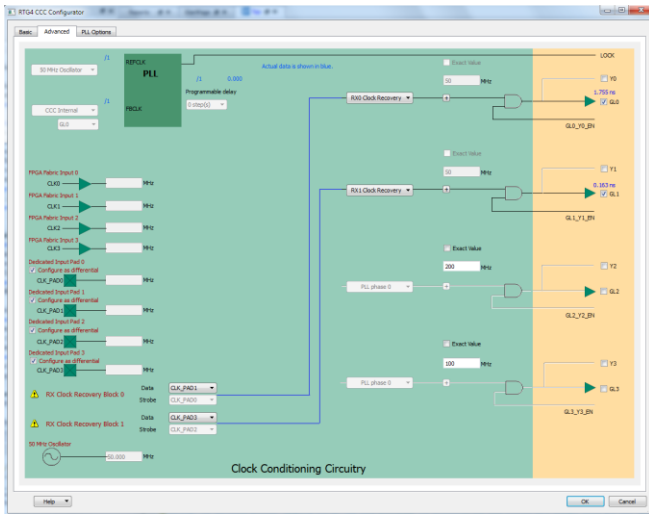 RTG4 CCC Configurator
Basic Advanced PLL Options
50 MHz Oscillator
/1
REFCLK
PLL
FBCLK
/1
CCC Internal
GL0
/1 0.000
Programmable delay
0 step(s)
Actual data is shown in blue.
LOCK
Exact Value
50 MHz
RX0 Clock Recovery
Y0
1.755 ns
GL0
GL0_Y0_EN
Exact Value
50 MHz
RX1 Clock Recovery
Y1
0.163 ns
GL1
GL1_Y1_EN
FPGA Fabric Input 0
CLK0 MHz
FPGA Fabric Input 1
CLK1 MHz
FPGA Fabric Input 2
CLK2 MHz
FPGA Fabric Input 3
CLK3 MHz
Dedicated Input Pad 0
Configure as differential
CLK_PAD0 MHz
Dedicated Input Pad 1
Configure as differential
CLK_PAD1 MHz
Dedicated Input Pad 2
Configure as differential
CLK_PAD2 MHz
Dedicated Input Pad 3
Configure as differential
CLK_PAD3 MHz
Exact Value
200 MHz
PLL phase 0
Y2
GL2
GL2_Y2_EN
Exact Value
100 MHz
PLL phase 0
Y3
GL3
GL3_Y3_EN
RX Clock Recovery Block 0
Data CLK_PAD1
Strobe CLK_PAD0
RX Clock Recovery Block 1
Data CLK_PAD3
Strobe CLK_PAD2
50 MHz Oscillator
50.000 MHz
Clock Conditioning Circuitry
Help OK Cancel